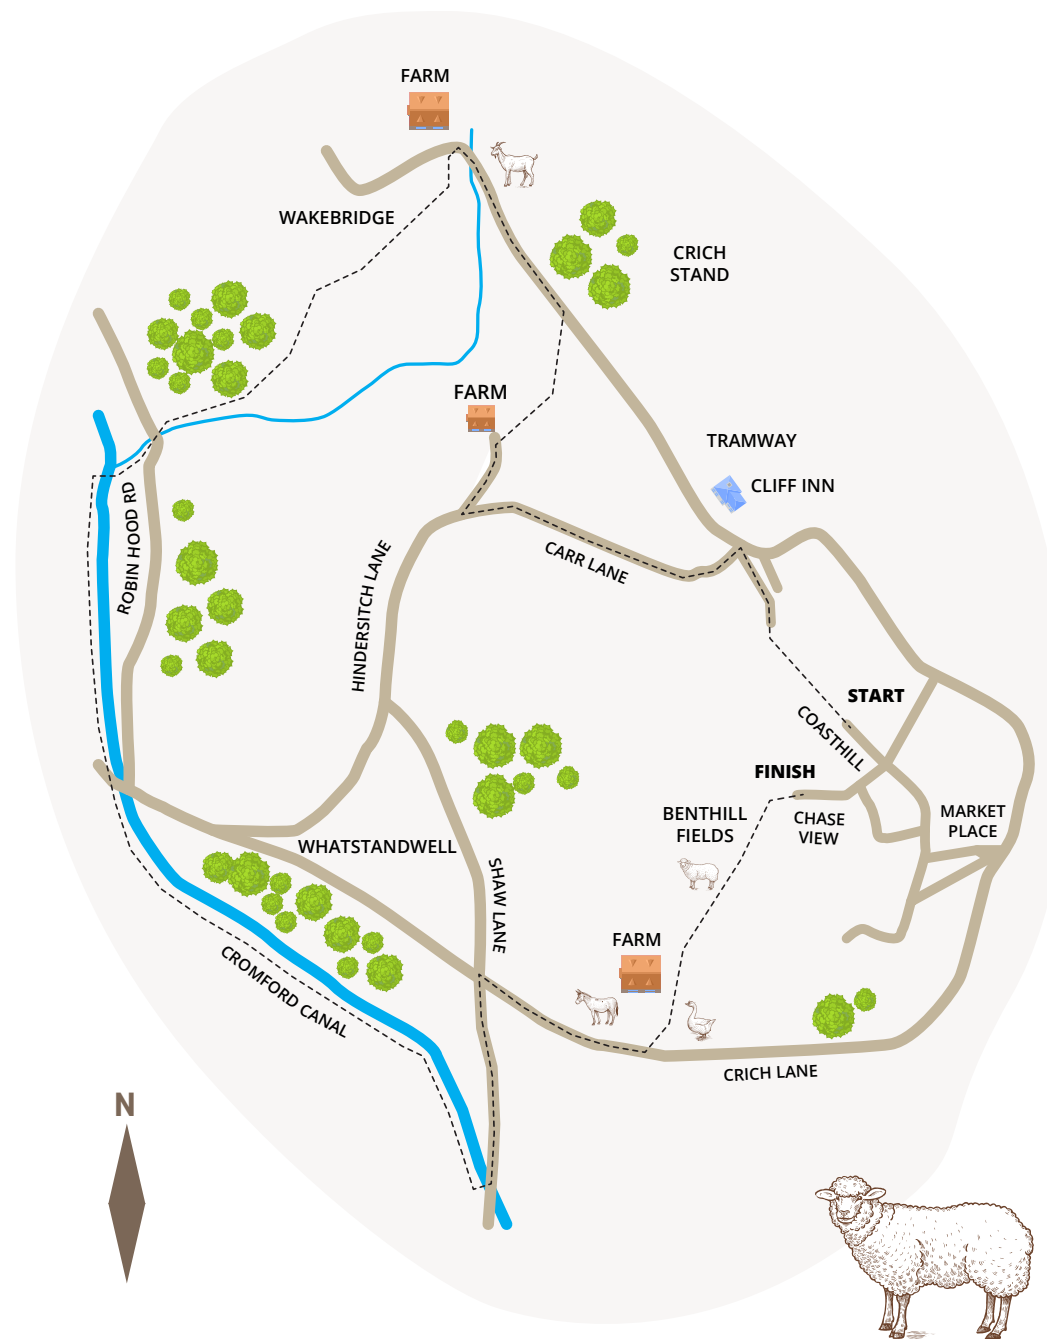 FARM
WAKEBRIDGE
CRICH
STAND
FARM
TRAMWAY
CLIFF INN
ROBIN HOOD RD
CARR LANE
HINDERSITCH LANE
START
COASTHILL
FINISH
BENTHILL
FIELDS
CHASE
VIEW
MARKET
PLACE
WHATSTANDWELL
SHAW LANE
FARM
CROMFORD CANAL
CRICH LANE
N